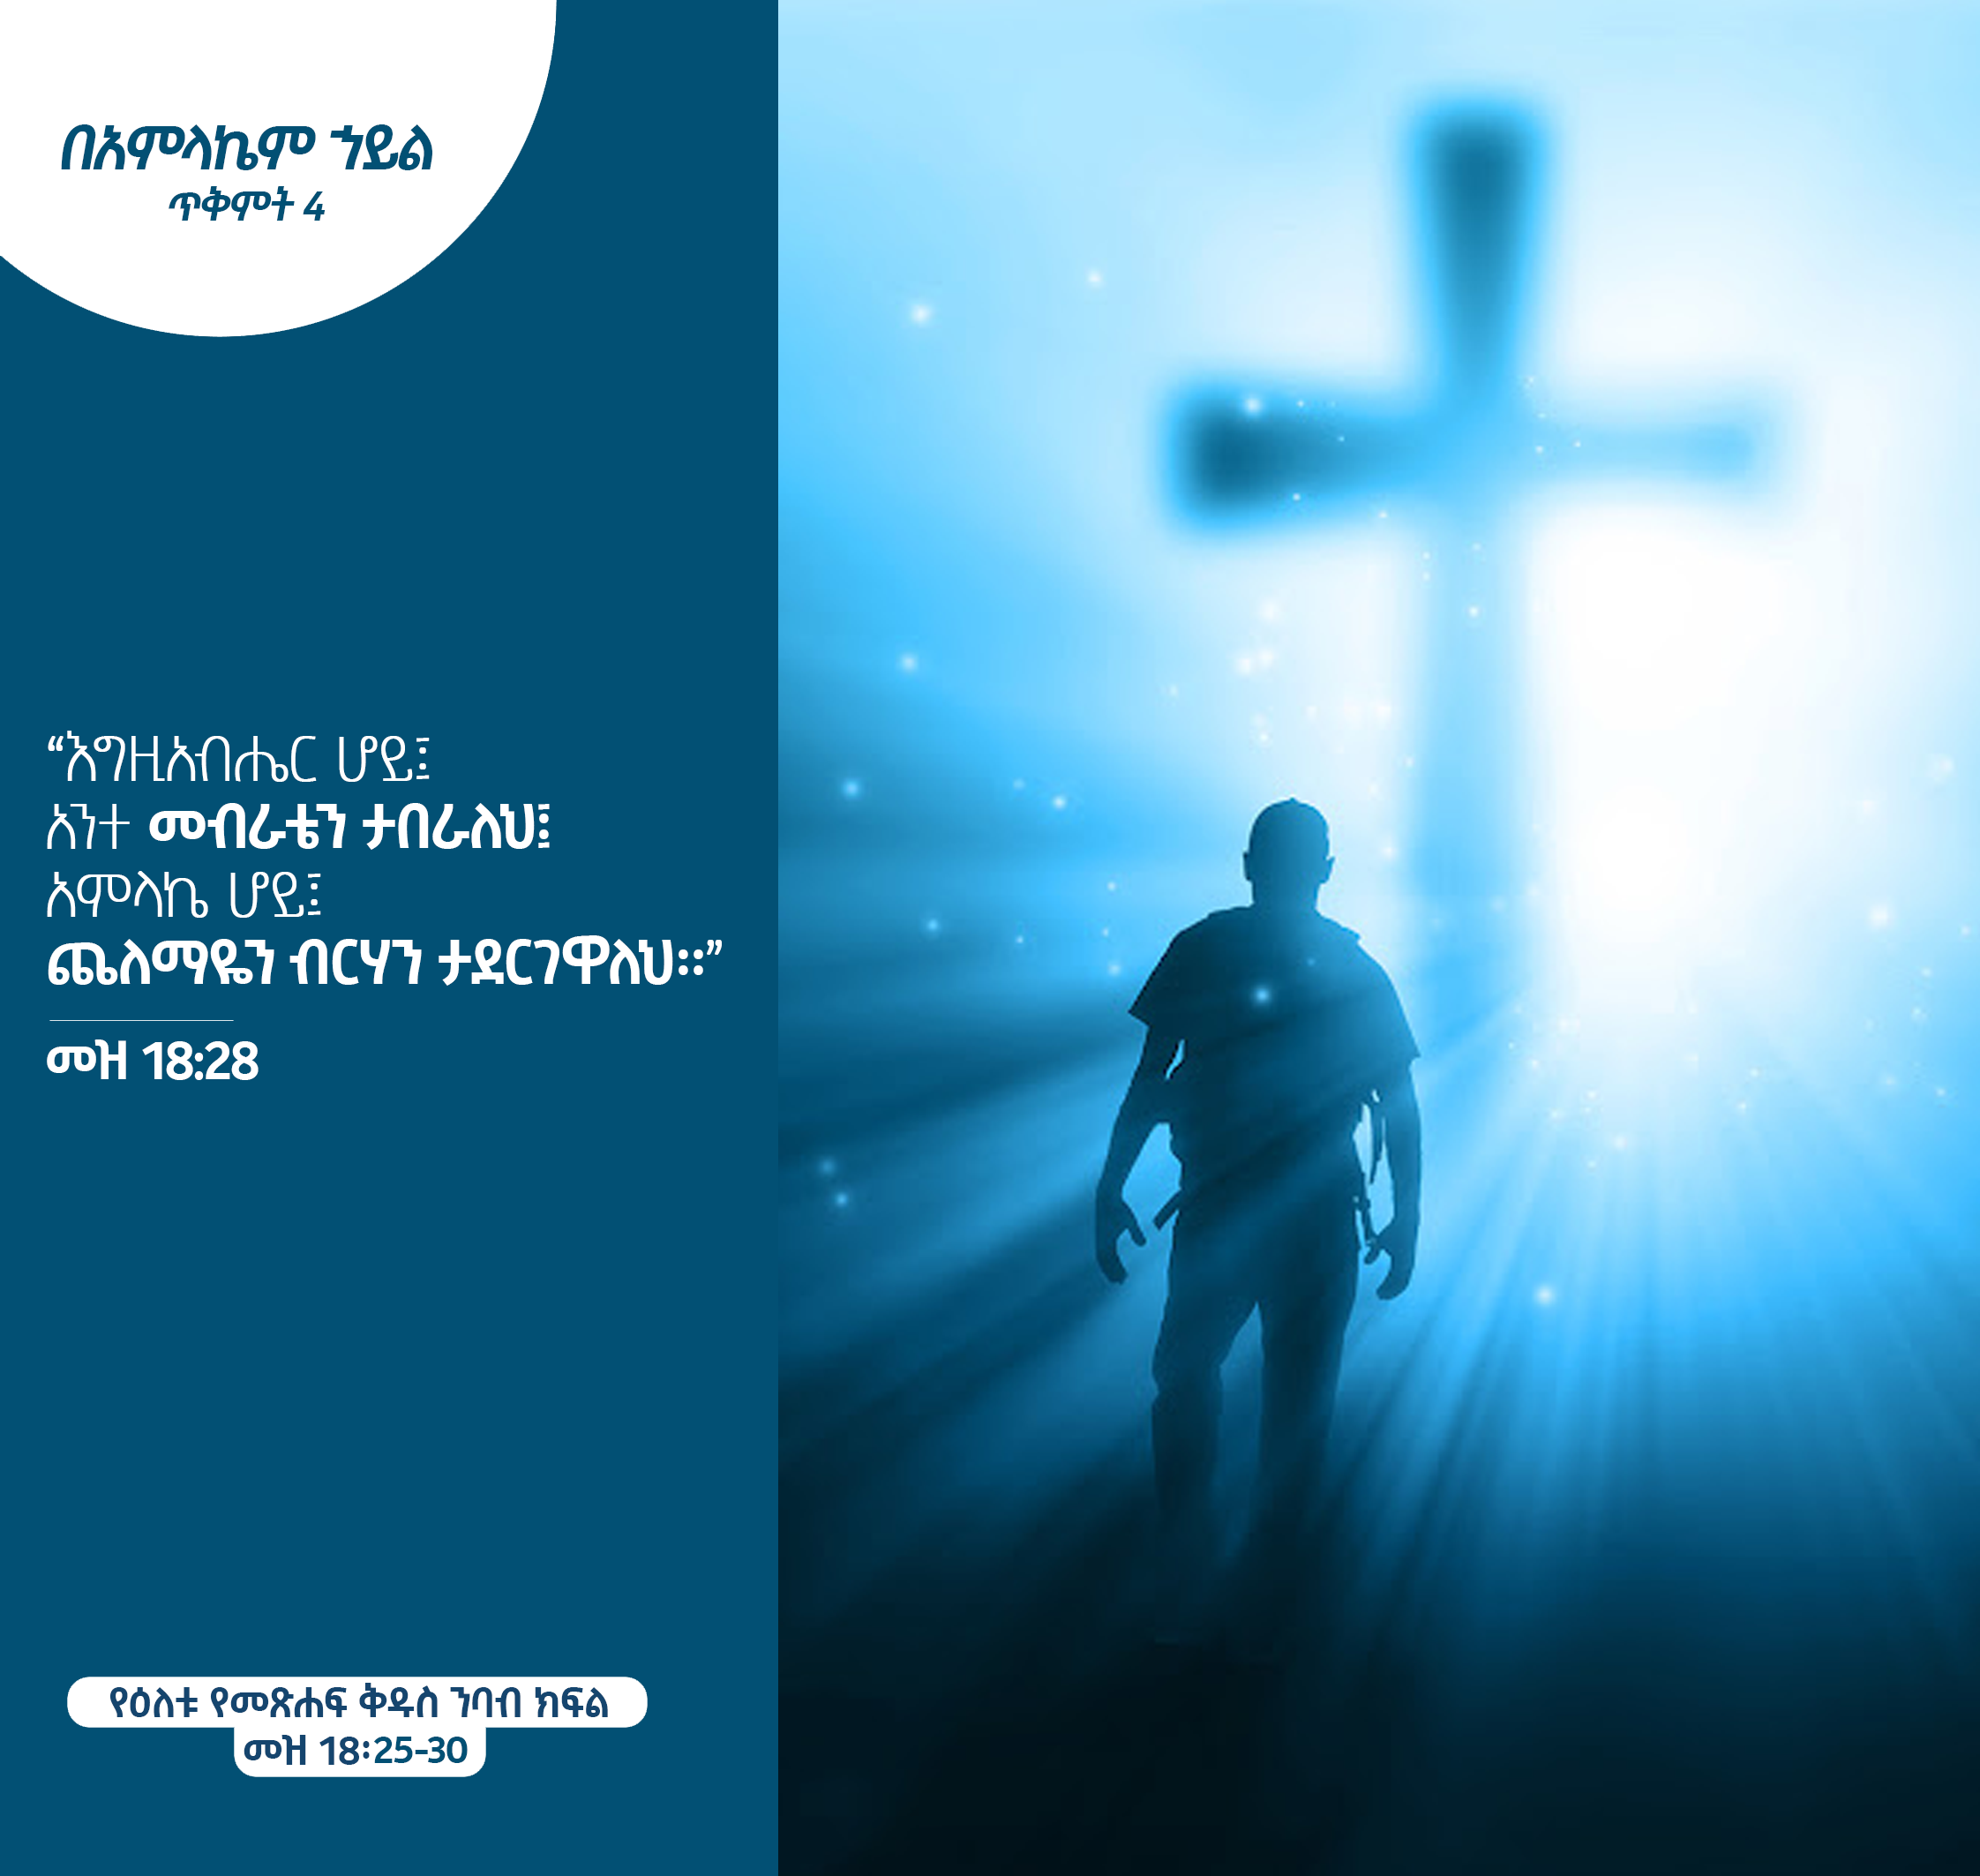 በአምላኬም ኀይል
ጥቅምት 4
“እግዚአብሔር ሆይ፤
አንተ መብራቴን ታበራለህ፤
አምላኬ ሆይ፤
ጨለማዬን ብርሃን ታደርገዋለህ።”
መዝ 18:28
የዕለቱ የመጽሐፍ ቅዱስ ንባብ ክፍል
መዝ 18፡25-30